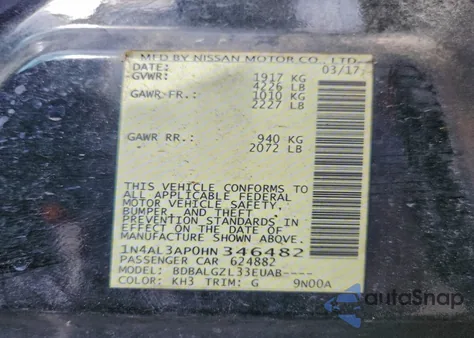 MFD BY NISSAN MOTOR CO., LTD.
DATE: 03/17
GVWR: 1917 KG
4226 LB
GAWR FR.: 1010 KG
2227 LB
GAWR RR.: 940 KG
2072 LB
THIS VEHICLE CONFORMS TO
ALL APPLICABLE FEDERAL
MOTOR VEHICLE SAFETY,
BUMPER, AND THEFT
PREVENTION STANDARDS IN
EFFECT ON THE DATE OF
MANUFACTURE SHOWN ABOVE.
1N4AL3AP0HN346482
PASSENGER CAR 624882
MODEL: BDBALGZL33EUAB----
COLOR: KH3 TRIM: G 9N00A
autoSnap